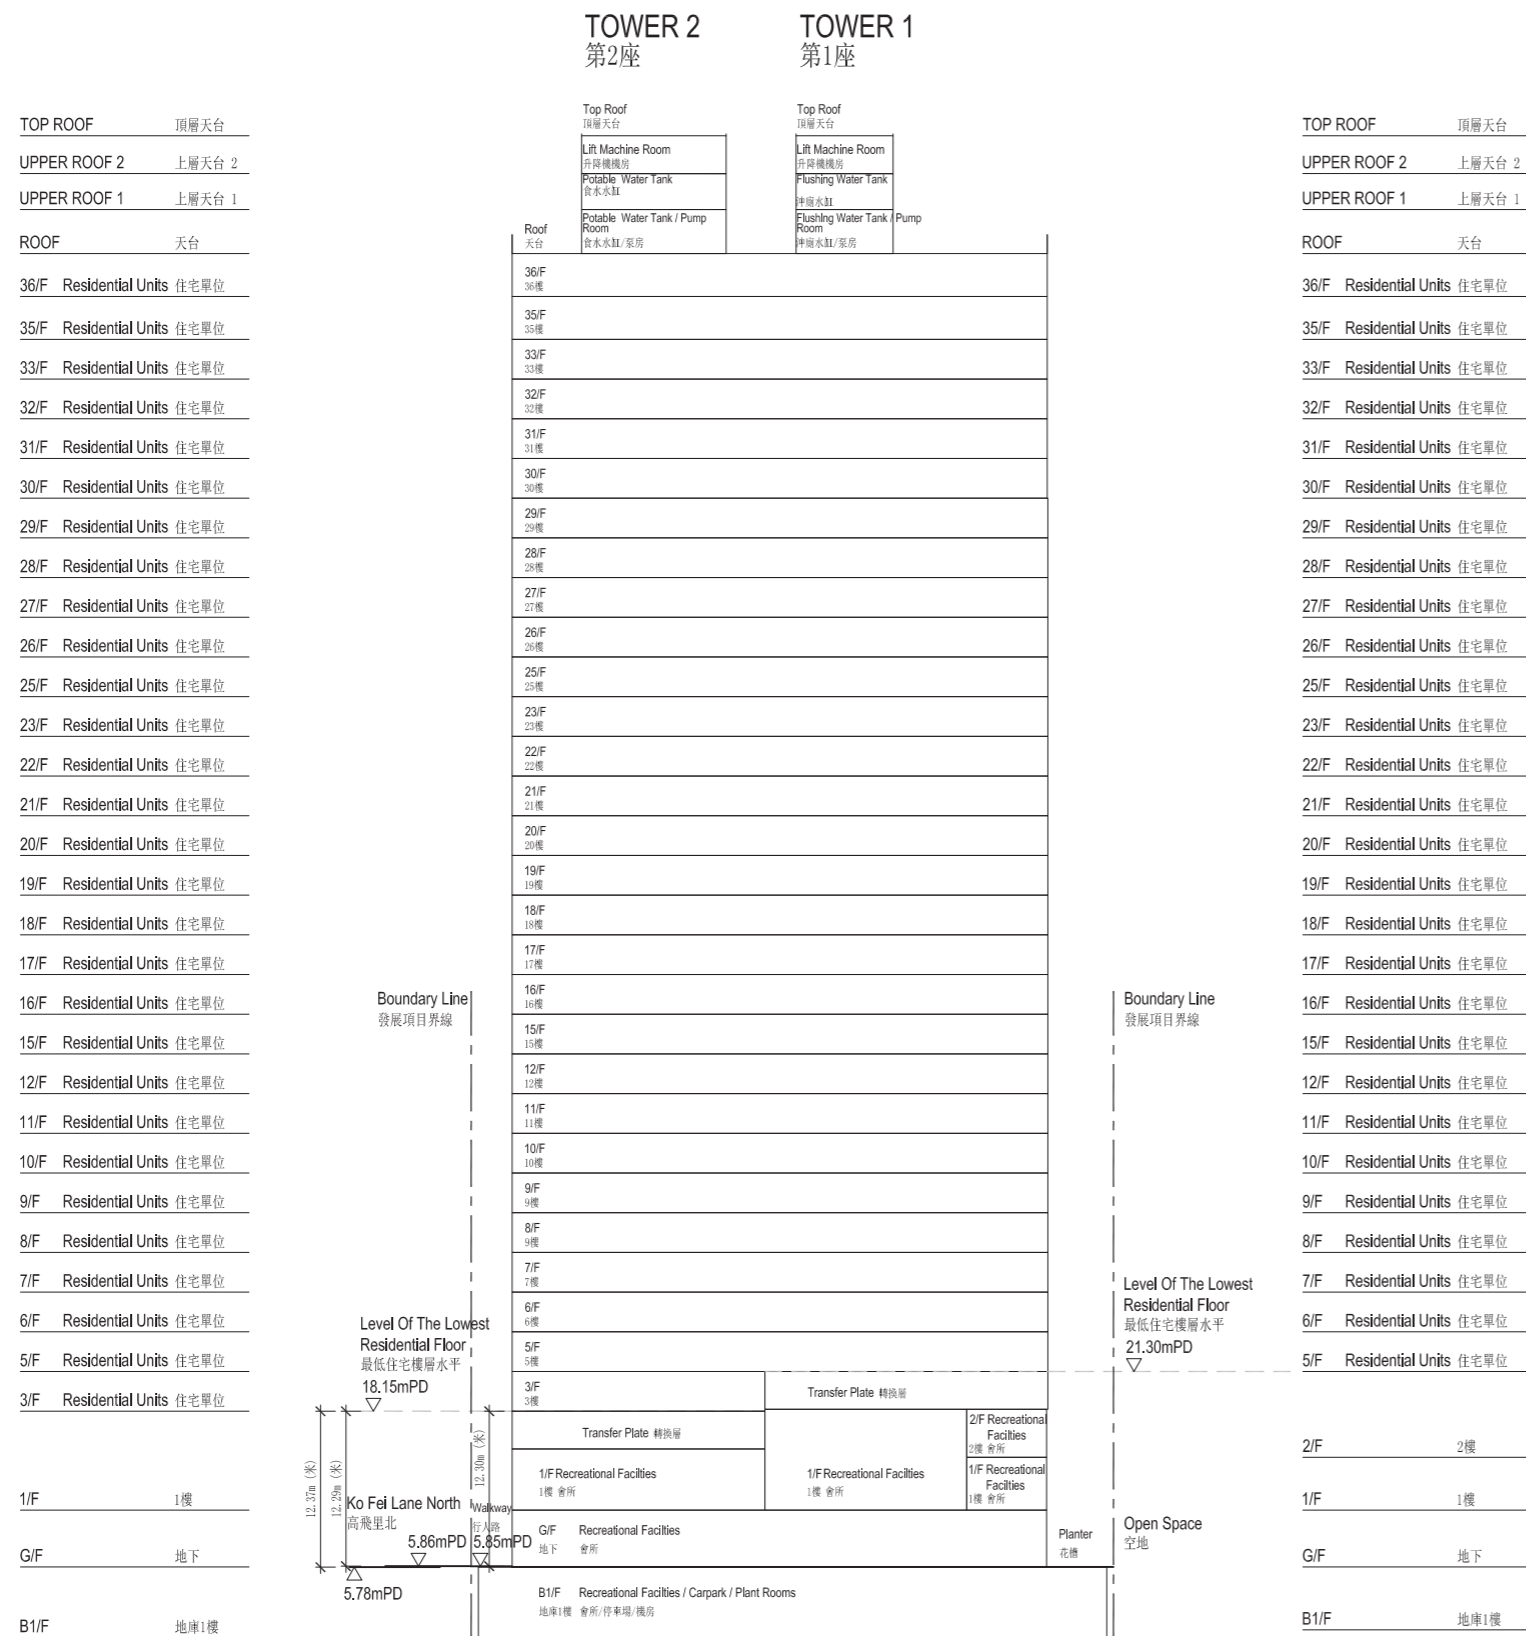 TOWER 2
第2座
TOWER 1
第1座
TOP ROOF 頂層天台
UPPER ROOF 2 上層天台 2
UPPER ROOF 1 上層天台 1
ROOF 天台
36/F Residential Units 住宅單位
35/F Residential Units 住宅單位
33/F Residential Units 住宅單位
32/F Residential Units 住宅單位
31/F Residential Units 住宅單位
30/F Residential Units 住宅單位
29/F Residential Units 住宅單位
28/F Residential Units 住宅單位
27/F Residential Units 住宅單位
26/F Residential Units 住宅單位
25/F Residential Units 住宅單位
23/F Residential Units 住宅單位
22/F Residential Units 住宅單位
21/F Residential Units 住宅單位
20/F Residential Units 住宅單位
19/F Residential Units 住宅單位
18/F Residential Units 住宅單位
17/F Residential Units 住宅單位
16/F Residential Units 住宅單位
15/F Residential Units 住宅單位
12/F Residential Units 住宅單位
11/F Residential Units 住宅單位
10/F Residential Units 住宅單位
9/F Residential Units 住宅單位
8/F Residential Units 住宅單位
7/F Residential Units 住宅單位
6/F Residential Units 住宅單位
5/F Residential Units 住宅單位
3/F Residential Units 住宅單位
1/F 1樓
G/F 地下
B1/F 地庫1樓
Boundary Line
發展項目界線
Level Of The Lowest
Residential Floor
最低住宅樓層水平
18.15mPD
12.37m (米)
12.29m (米)
12.30m (米)
Ko Fei Lane North
高飛里北
Walkway
行人路
5.86mPD
5.85mPD
5.78mPD
Top Roof
頂層天台
Lift Machine Room
升降機機房
Potable Water Tank
食水水缸
Potable Water Tank / Pump
Room
食水水缸/泵房
Top Roof
頂層天台
Lift Machine Room
升降機機房
Flushing Water Tank
沖廁水缸
Flushing Water Tank / Pump
Room
沖廁水缸/泵房
Roof
天台
36/F
36樓
35/F
35樓
33/F
33樓
32/F
32樓
31/F
31樓
30/F
30樓
29/F
29樓
28/F
28樓
27/F
27樓
26/F
26樓
25/F
25樓
23/F
23樓
22/F
22樓
21/F
21樓
20/F
20樓
19/F
19樓
18/F
18樓
17/F
17樓
16/F
16樓
15/F
15樓
12/F
12樓
11/F
11樓
10/F
10樓
9/F
9樓
8/F
9樓
7/F
7樓
6/F
6樓
5/F
5樓
3/F
3樓
Transfer Plate 轉換層
Transfer Plate 轉換層
1/F Recreational Facilties
1樓 會所
1/F Recreational Facilties
1樓 會所
2/F Recreational
Facilties
2樓 會所
1/F Recreational
Facilties
1樓 會所
G/F Recreational Facilties
地下 會所
B1/F Recreational Facilties / Carpark / Plant Rooms
地庫1樓 會所/停車場/機房
Planter
花槽
Boundary Line
發展項目界線
Level Of The Lowest
Residential Floor
最低住宅樓層水平
21.30mPD
Open Space
空地
TOP ROOF 頂層天台
UPPER ROOF 2 上層天台 2
UPPER ROOF 1 上層天台 1
ROOF 天台
36/F Residential Units 住宅單位
35/F Residential Units 住宅單位
33/F Residential Units 住宅單位
32/F Residential Units 住宅單位
31/F Residential Units 住宅單位
30/F Residential Units 住宅單位
29/F Residential Units 住宅單位
28/F Residential Units 住宅單位
27/F Residential Units 住宅單位
26/F Residential Units 住宅單位
25/F Residential Units 住宅單位
23/F Residential Units 住宅單位
22/F Residential Units 住宅單位
21/F Residential Units 住宅單位
20/F Residential Units 住宅單位
19/F Residential Units 住宅單位
18/F Residential Units 住宅單位
17/F Residential Units 住宅單位
16/F Residential Units 住宅單位
15/F Residential Units 住宅單位
12/F Residential Units 住宅單位
11/F Residential Units 住宅單位
10/F Residential Units 住宅單位
9/F Residential Units 住宅單位
8/F Residential Units 住宅單位
7/F Residential Units 住宅單位
6/F Residential Units 住宅單位
5/F Residential Units 住宅單位
2/F 2樓
1/F 1樓
G/F 地下
B1/F 地庫1樓